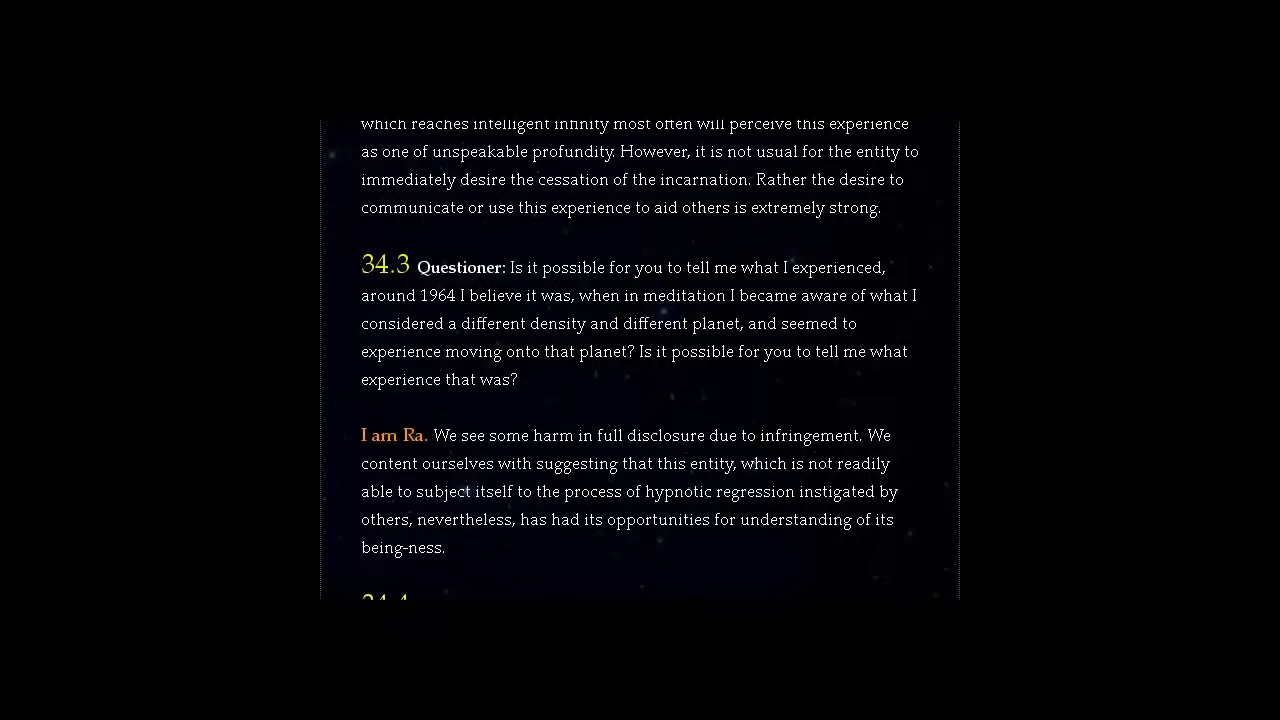 which reaches intelligent infinity most often will perceive this experience
as one of unspeakable profundity. However, it is not usual for the entity to
immediately desire the cessation of the incarnation. Rather the desire to
communicate or use this experience to aid others is extremely strong.
34.3 Questioner: Is it possible for you to tell me what I experienced,
around 1964 I believe it was, when in meditation I became aware of what I
considered a different density and different planet, and seemed to
experience moving onto that planet? Is it possible for you to tell me what
experience that was?
I am Ra. We see some harm in full disclosure due to infringement. We
content ourselves with suggesting that this entity, which is not readily
able to subject itself to the process of hypnotic regression instigated by
others, nevertheless, has had its opportunities for understanding of its
being-ness.
34.4